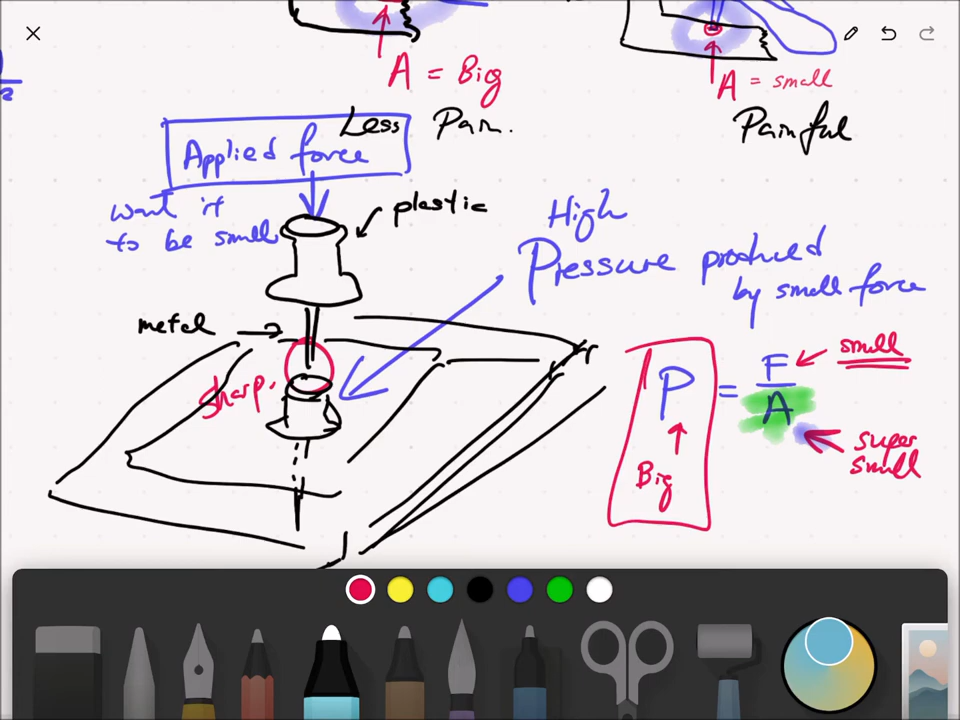 A = Big
A = small
Less Pain.
Painful
Applied force
want it
to be small
plastic
High
Pressure produced
by small force
metal
sharp.
P = F
A
small
super
small
Big